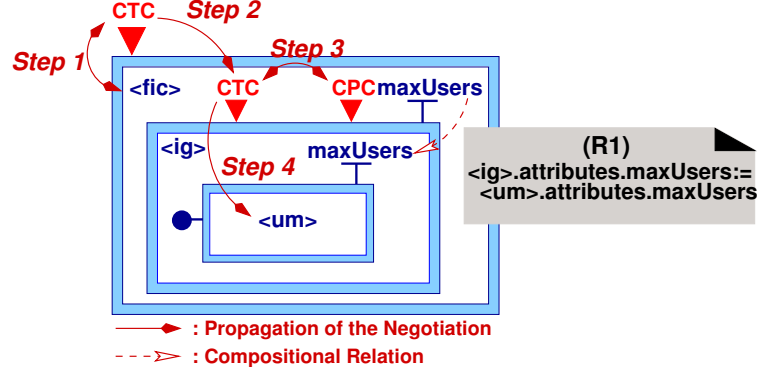 CTC
Step 2
Step 1
Step 3
<fic>
CTC
CPC
maxUsers
<ig>
maxUsers
Step 4
<um>
(R1)
<ig>.attributes.maxUsers:=
<um>.attributes.maxUsers
: Propagation of the Negotiation
: Compositional Relation